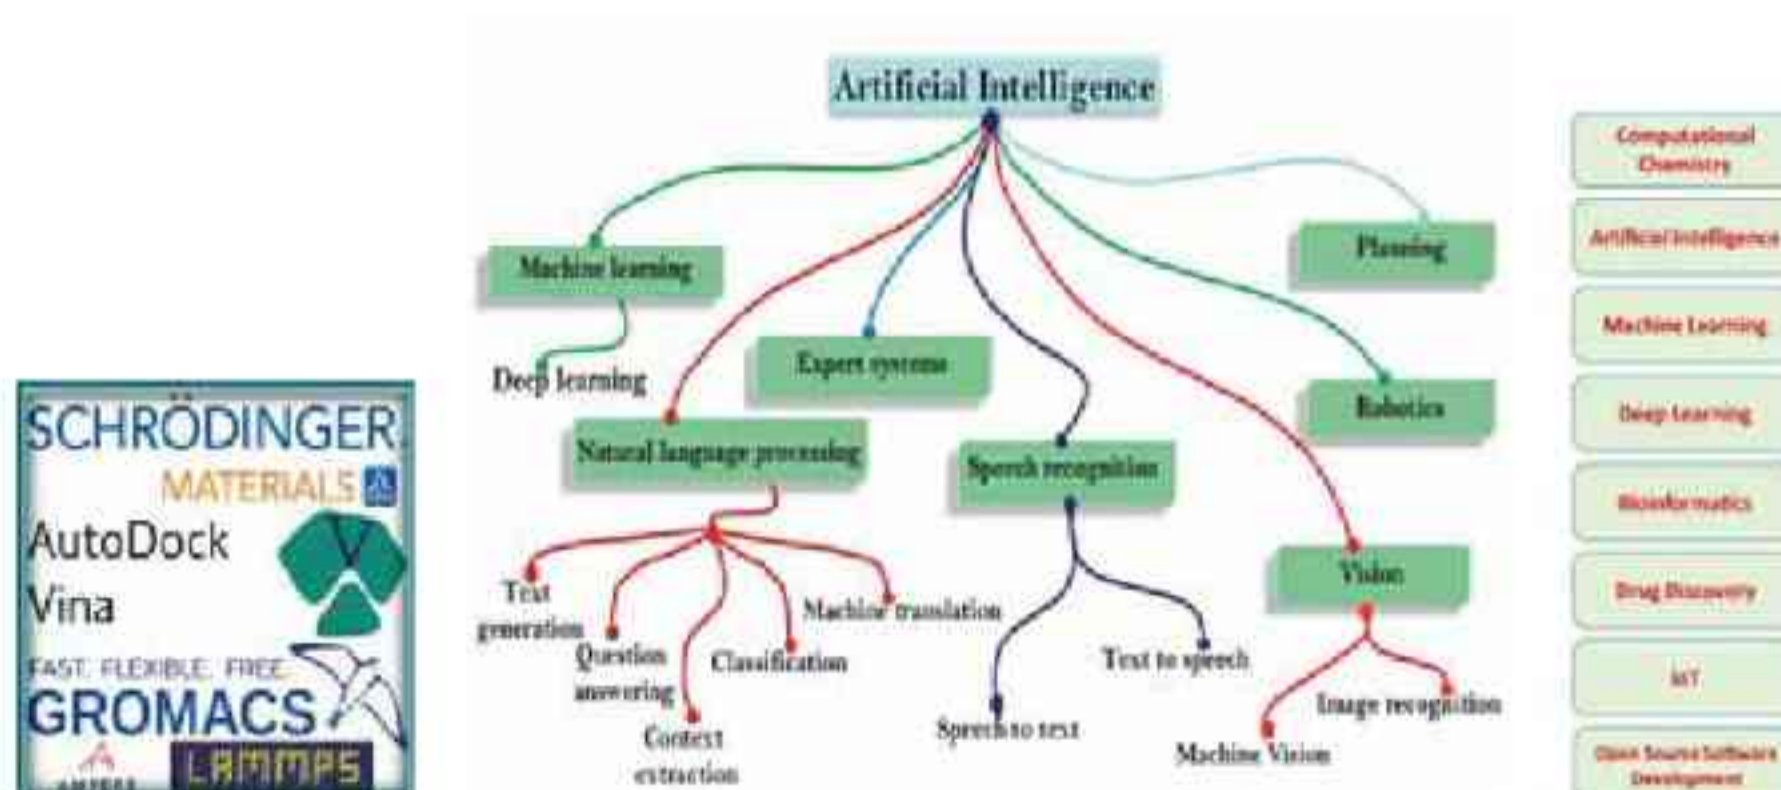 SCHRÖDINGER
MATERIALS
AutoDock
Vina
FAST. FLEXIBLE. FREE.
GROMACS
LAMMPS
Artificial Intelligence
Machine learning
Deep learning
Natural language processing
Text
generation
Question
answering
Context
extraction
Classification
Machine translation
Expert systems
Speech recognition
Speech to text
Text to speech
Planning
Robotics
Vision
Machine Vision
Image recognition
Computational
Chemistry
Artificial Intelligence
Machine Learning
Deep Learning
Bioinformatics
Drug Discovery
Open Source Software
Development